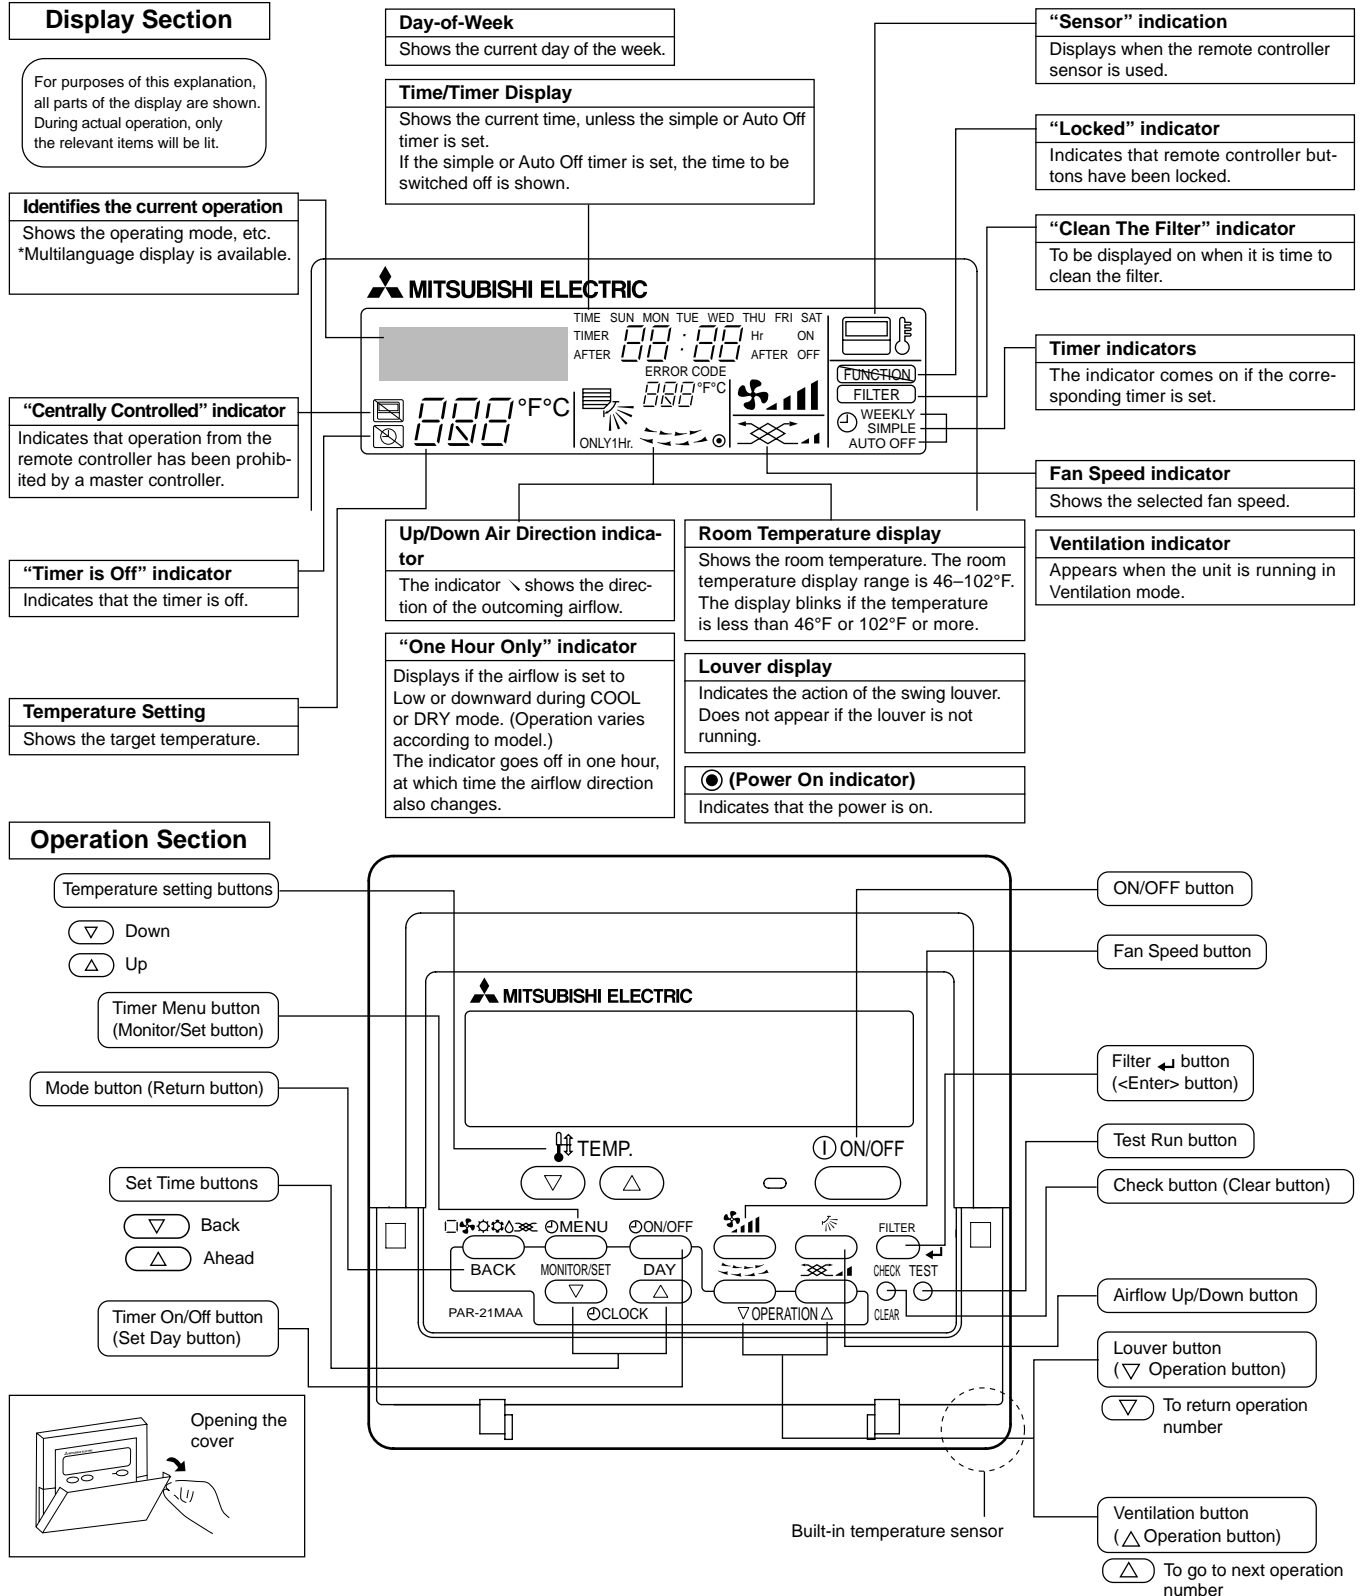 Display Section
For purposes of this explanation,
all parts of the display are shown.
During actual operation, only
the relevant items will be lit.
Day-of-Week
Shows the current day of the week.
Time/Timer Display
Shows the current time, unless the simple or Auto Off
timer is set.
If the simple or Auto Off timer is set, the time to be
switched off is shown.
“Sensor” indication
Displays when the remote controller
sensor is used.
“Locked” indicator
Indicates that remote controller but-
tons have been locked.
“Clean The Filter” indicator
To be displayed on when it is time to
clean the filter.
Timer indicators
The indicator comes on if the corre-
sponding timer is set.
Fan Speed indicator
Shows the selected fan speed.
Ventilation indicator
Appears when the unit is running in
Ventilation mode.
Identifies the current operation
Shows the operating mode, etc.
*Multilanguage display is available.
“Centrally Controlled” indicator
Indicates that operation from the
remote controller has been prohib-
ited by a master controller.
“Timer is Off” indicator
Indicates that the timer is off.
Temperature Setting
Shows the target temperature.
MITSUBISHI ELECTRIC
TIME SUN MON TUE WED THU FRI SAT
TIMER 88:88 Hr ON
AFTER AFTER OFF
ERROR CODE
888 °F°C
888 °F°C
ONLY1Hr.
FUNCTION
FILTER
WEEKLY
SIMPLE
AUTO OFF
Up/Down Air Direction indica-
tor
The indicator ﹨ shows the direc-
tion of the outcoming airflow.
“One Hour Only” indicator
Displays if the airflow is set to
Low or downward during COOL
or DRY mode. (Operation varies
according to model.)
The indicator goes off in one hour,
at which time the airflow direction
also changes.
Room Temperature display
Shows the room temperature. The room
temperature display range is 46–102°F.
The display blinks if the temperature
is less than 46°F or 102°F or more.
Louver display
Indicates the action of the swing louver.
Does not appear if the louver is not
running.
◉ (Power On indicator)
Indicates that the power is on.
Operation Section
Temperature setting buttons
▽ Down
△ Up
Timer Menu button
(Monitor/Set button)
Mode button (Return button)
Set Time buttons
▽ Back
△ Ahead
Timer On/Off button
(Set Day button)
Opening the
cover
MITSUBISHI ELECTRIC
TEMP.
ON/OFF
▽ △
MENU ON/OFF FILTER
BACK MONITOR/SET DAY CHECK TEST
▽ △
PAR-21MAA CLOCK ▽ OPERATION △ CLEAR
ON/OFF button
Fan Speed button
Filter ↵ button
(<Enter> button)
Test Run button
Check button (Clear button)
Airflow Up/Down button
Louver button
(▽ Operation button)
▽ To return operation
number
Ventilation button
(△ Operation button)
△ To go to next operation
number
Built-in temperature sensor